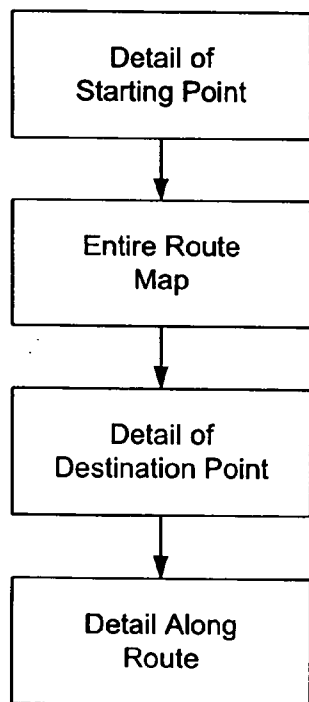 Detail of
Starting Point
Entire Route
Map
Detail of
Destination Point
Detail Along
Route